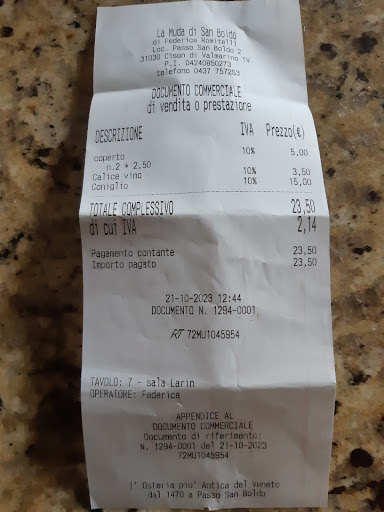 La Muda di San Boldo
di Federica Romitelli
Loc. Passo San Boldo 2
31030 Cison di Valmarino TV
P.I. 04240850273
telefono 0437 757253
DOCUMENTO COMMERCIALE
di vendita o prestazione
DESCRIZIONE IVA Prezzo(€)
coperto 10% 5,00
n.2 * 2,50
Calice vino 10% 3,50
Coniglio 10% 15,00
TOTALE COMPLESSIVO 23,50
di cui IVA 2,14
Pagamento contante 23,50
Importo pagato 23,50
21-10-2023 12:44
DOCUMENTO N. 1294-0001
RT 72MU1045954
TAVOLO: 7 - sala Larin
OPERATORE: Federica
APPENDICE AL
DOCUMENTO COMMERCIALE
Documento di riferimento:
N. 1294-0001 del 21-10-2023
72MU1045954
l' Osteria piu' Antica del Veneto
dal 1470 a Passo San Boldo